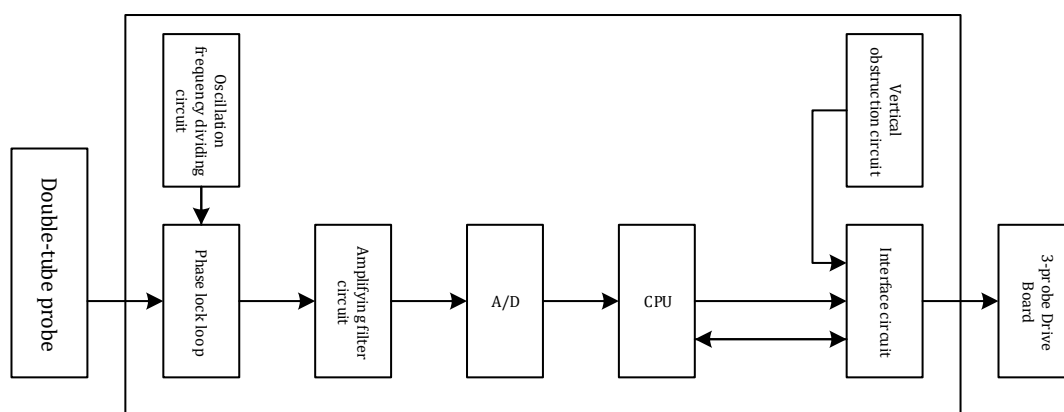 Double-tube probe
Oscillation
frequency dividing
circuit
Phase lock loop
Amplifying filter
circuit
A/D
CPU
Vertical
obstruction circuit
Interface circuit
3-probe Drive
Board